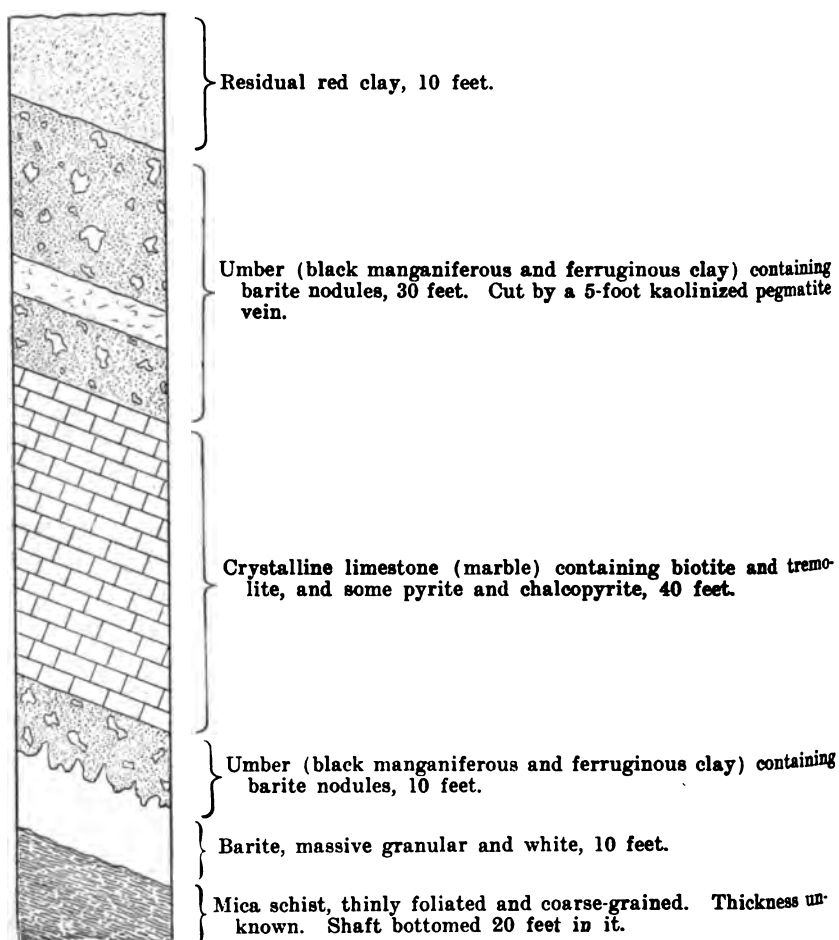 Residual red clay, 10 feet.
Umber (black manganiferous and ferruginous clay) containing
barite nodules, 30 feet. Cut by a 5-foot kaolinized pegmatite
vein.
Crystalline limestone (marble) containing biotite and tremo-
lite, and some pyrite and chalcopyrite, 40 feet.
Umber (black manganiferous and ferruginous clay) containing
barite nodules, 10 feet.
Barite, massive granular and white, 10 feet.
Mica schist, thinly foliated and coarse-grained. Thickness un-
known. Shaft bottomed 20 feet in it.